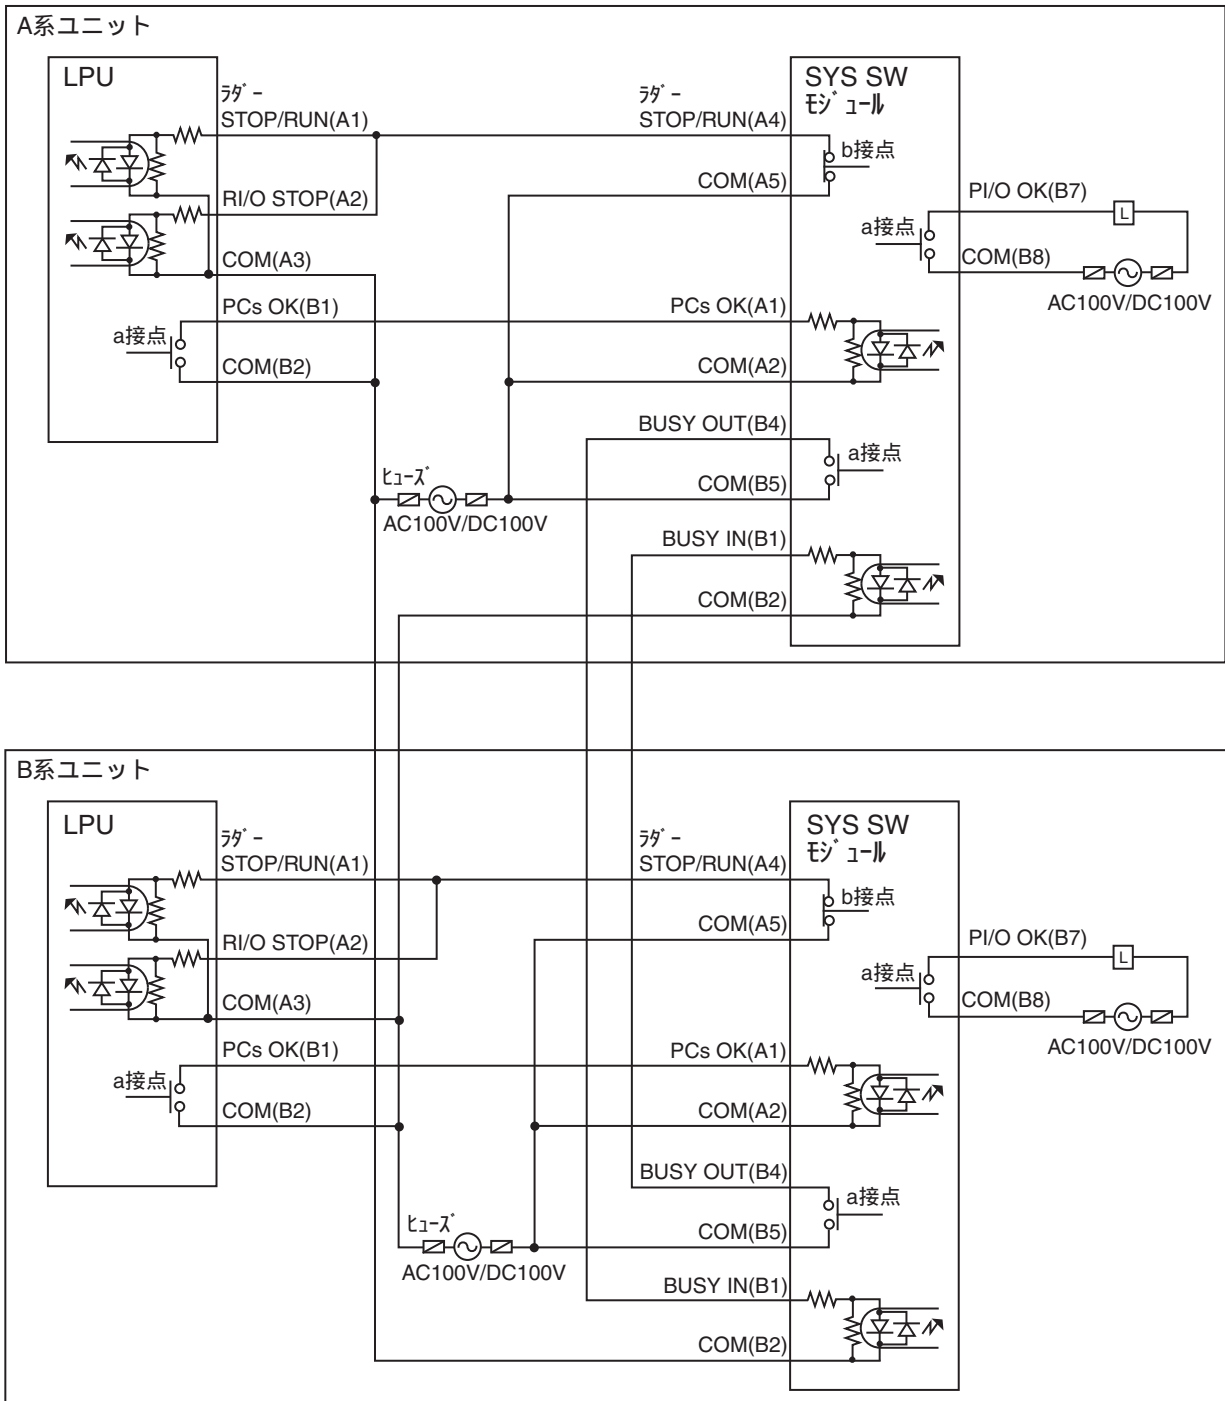 A系ユニット
LPU
SYS SW
ﾓｼﾞｭｰﾙ
ﾗﾀﾞｰ
STOP/RUN(A1)
ﾗﾀﾞｰ
STOP/RUN(A4)
b接点
COM(A5)
RI/O STOP(A2)
PI/O OK(B7)
L
a接点
COM(A3)
COM(B8)
AC100V/DC100V
PCs OK(B1)
PCs OK(A1)
a接点
COM(B2)
COM(A2)
BUSY OUT(B4)
a接点
ﾋｭｰｽﾞ
COM(B5)
AC100V/DC100V
BUSY IN(B1)
COM(B2)
B系ユニット
LPU
SYS SW
ﾓｼﾞｭｰﾙ
ﾗﾀﾞｰ
STOP/RUN(A1)
ﾗﾀﾞｰ
STOP/RUN(A4)
b接点
COM(A5)
RI/O STOP(A2)
PI/O OK(B7)
L
a接点
COM(A3)
COM(B8)
AC100V/DC100V
PCs OK(B1)
PCs OK(A1)
a接点
COM(B2)
COM(A2)
BUSY OUT(B4)
a接点
ﾋｭｰｽﾞ
COM(B5)
AC100V/DC100V
BUSY IN(B1)
COM(B2)